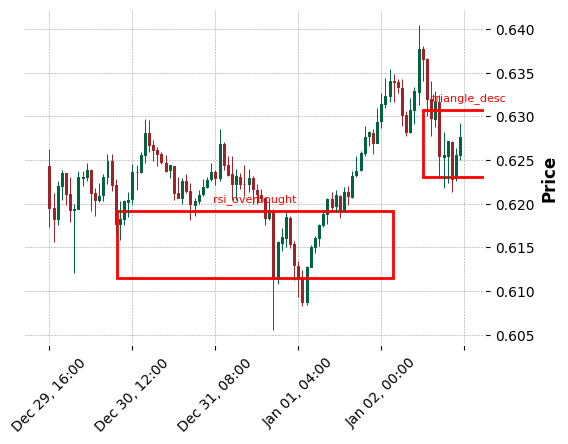 0.640
0.635
triangle_desc
0.630
0.625
rsi_overbought
0.620
0.615
0.610
0.605
Price
Dec 29, 16:00
Dec 30, 12:00
Dec 31, 08:00
Jan 01, 04:00
Jan 02, 00:00